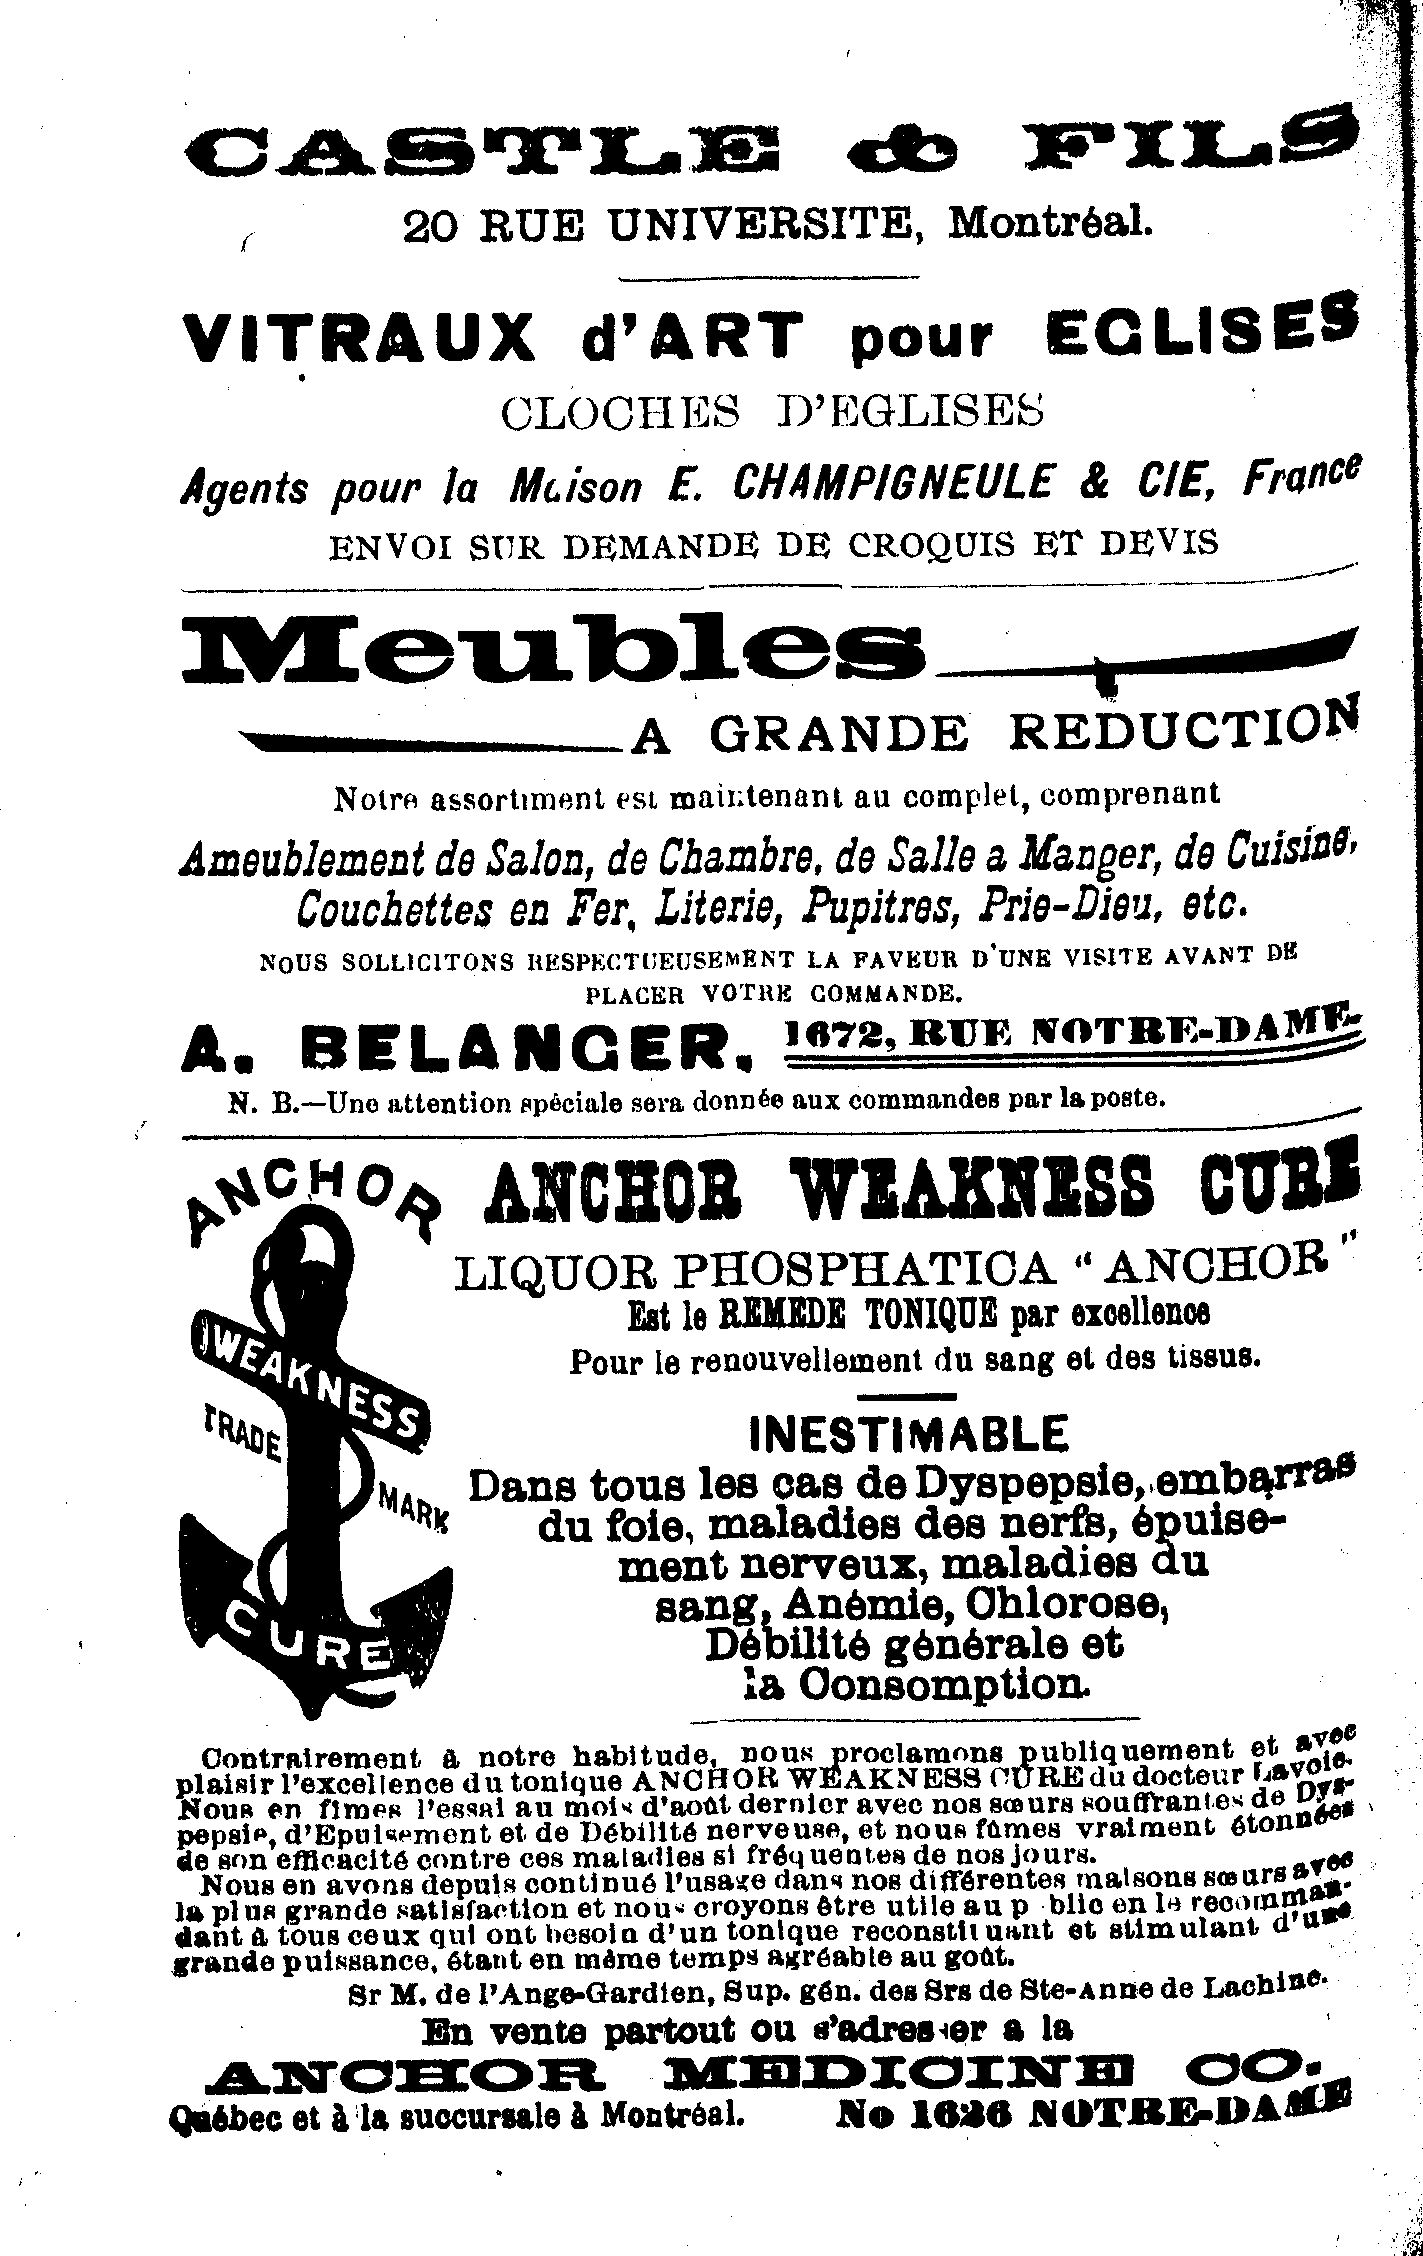 CASTLE & FILS
20 RUE UNIVERSITE, Montréal.
VITRAUX d'ART pour EGLISES
CLOCHES D'EGLISES
Agents pour la Maison E. CHAMPIGNEULE & CIE, France
ENVOI SUR DEMANDE DE CROQUIS ET DEVIS
Meubles
A GRANDE REDUCTION
Notre assortiment est maintenant au complet, comprenant
Ameublement de Salon, de Chambre, de Salle a Manger, de Cuisine,
Couchettes en Fer, Literie, Pupitres, Prie-Dieu, etc.
NOUS SOLLICITONS RESPECTUEUSEMENT LA FAVEUR D'UNE VISITE AVANT DE
PLACER VOTRE COMMANDE.
A. BELANGER, 1672, RUE NOTRE-DAME
N. B.—Une attention spéciale sera donnée aux commandes par la poste.
ANCHOR
WEAKNESS
TRADE MARK
CURE
ANCHOR WEAKNESS CURE
LIQUOR PHOSPHATICA "ANCHOR"
Est le REMEDE TONIQUE par excellence
Pour le renouvellement du sang et des tissus.
INESTIMABLE
Dans tous les cas de Dyspepsie, embarras
du foie, maladies des nerfs, épuise-
ment nerveux, maladies du
sang, Anémie, Chlorose,
Débilité générale et
la Consomption.
Contrairement à notre habitude, nous proclamons publiquement et avec
plaisir l'excellence du tonique ANCHOR WEAKNESS CURE du docteur Lavoie.
Nous en fimes l'essai au mois d'août dernier avec nos sœurs souffrantes de Dys-
pepsie, d'Epuisement et de Débilité nerveuse, et nous fûmes vraiment étonnées
de son efficacité contre ces maladies si fréquentes de nos jours.
Nous en avons depuis continué l'usage dans nos différentes maisons sœurs avec
la plus grande satisfaction et nous croyons être utile au p blic en le recomman-
dant à tous ceux qui ont besoin d'un tonique reconstituant et stimulant d'une
grande puissance, étant en même temps agréable au goût.
Sr M. de l'Ange-Gardien, Sup. gén. des Srs de Ste-Anne de Lachine.
En vente partout ou s'adresser a la
ANCHOR MEDICINE CO.
Québec et à la succursale à Montréal. No 1626 NOTRE-DAME